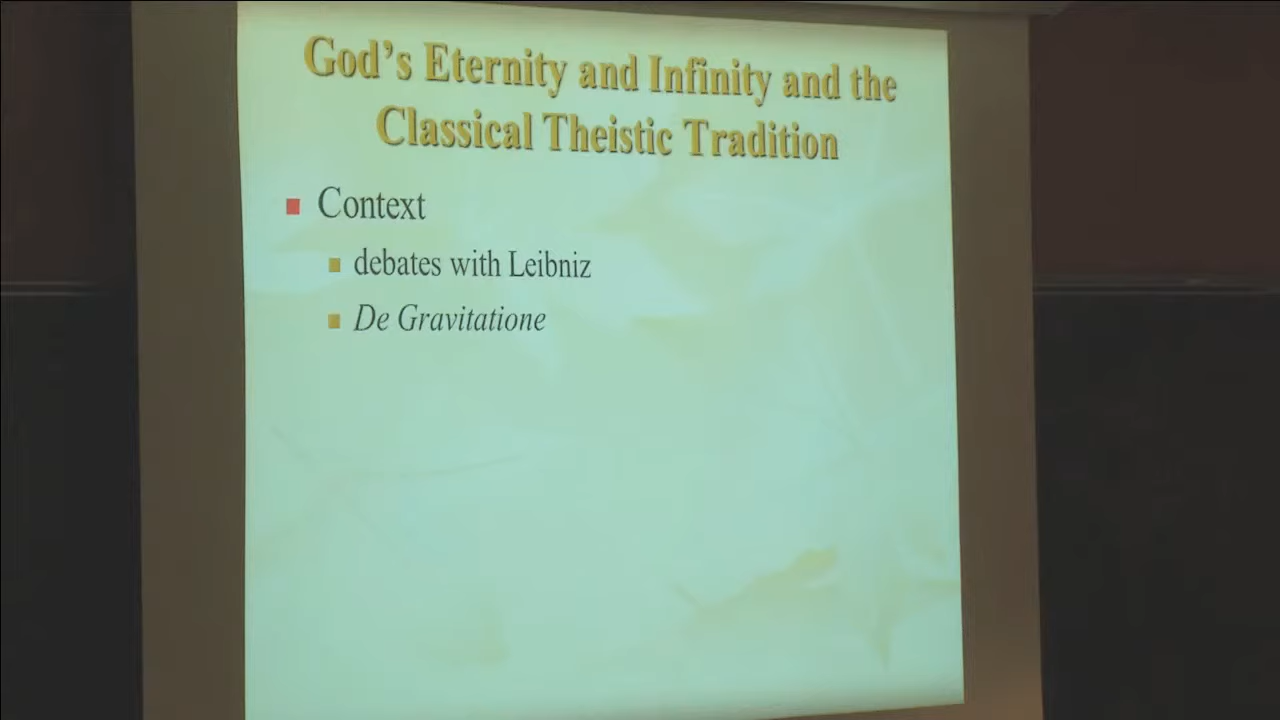 God's Eternity and Infinity and the
Classical Theistic Tradition
Context
debates with Leibniz
De Gravitatione